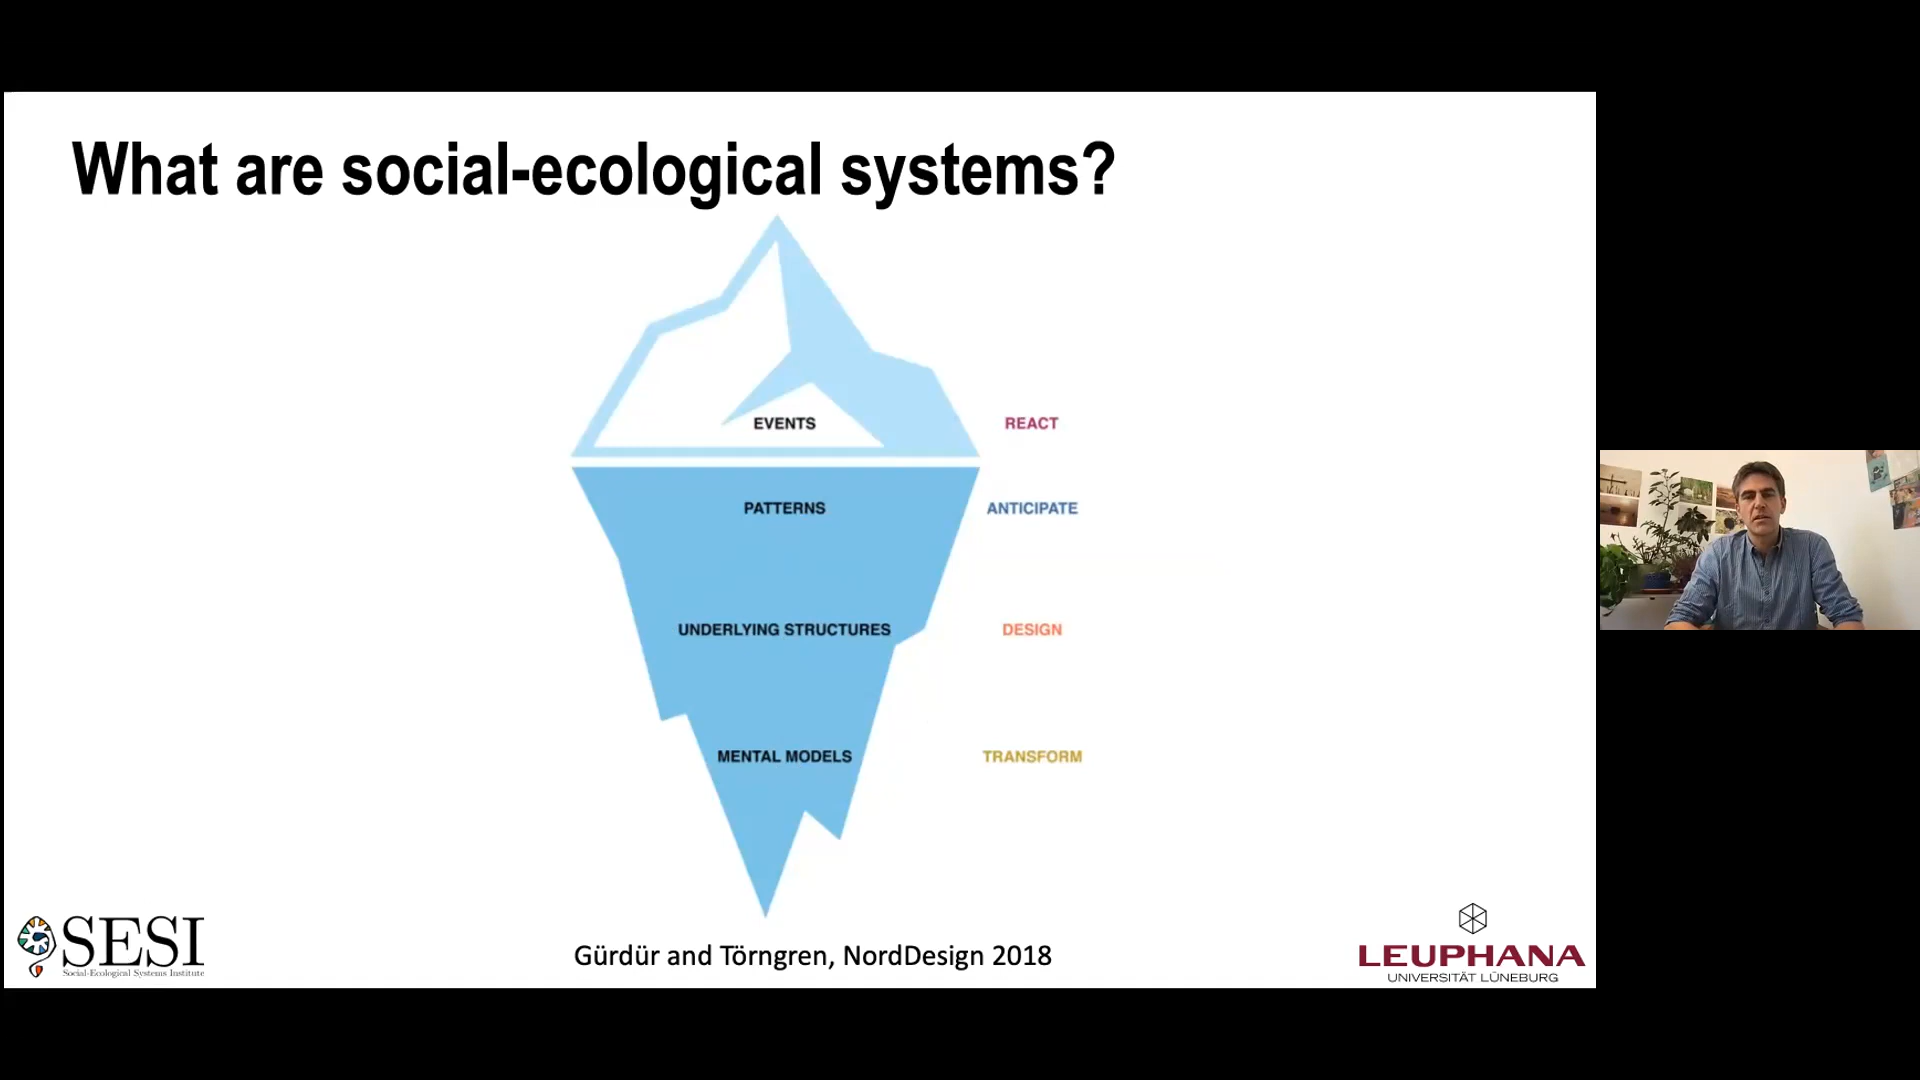 What are social-ecological systems?
EVENTS
REACT
PATTERNS
ANTICIPATE
UNDERLYING STRUCTURES
DESIGN
MENTAL MODELS
TRANSFORM
SESI
Social-Ecological Systems Institute
Gürdür and Törngren, NordDesign 2018
LEUPHANA
UNIVERSITÄT LÜNEBURG